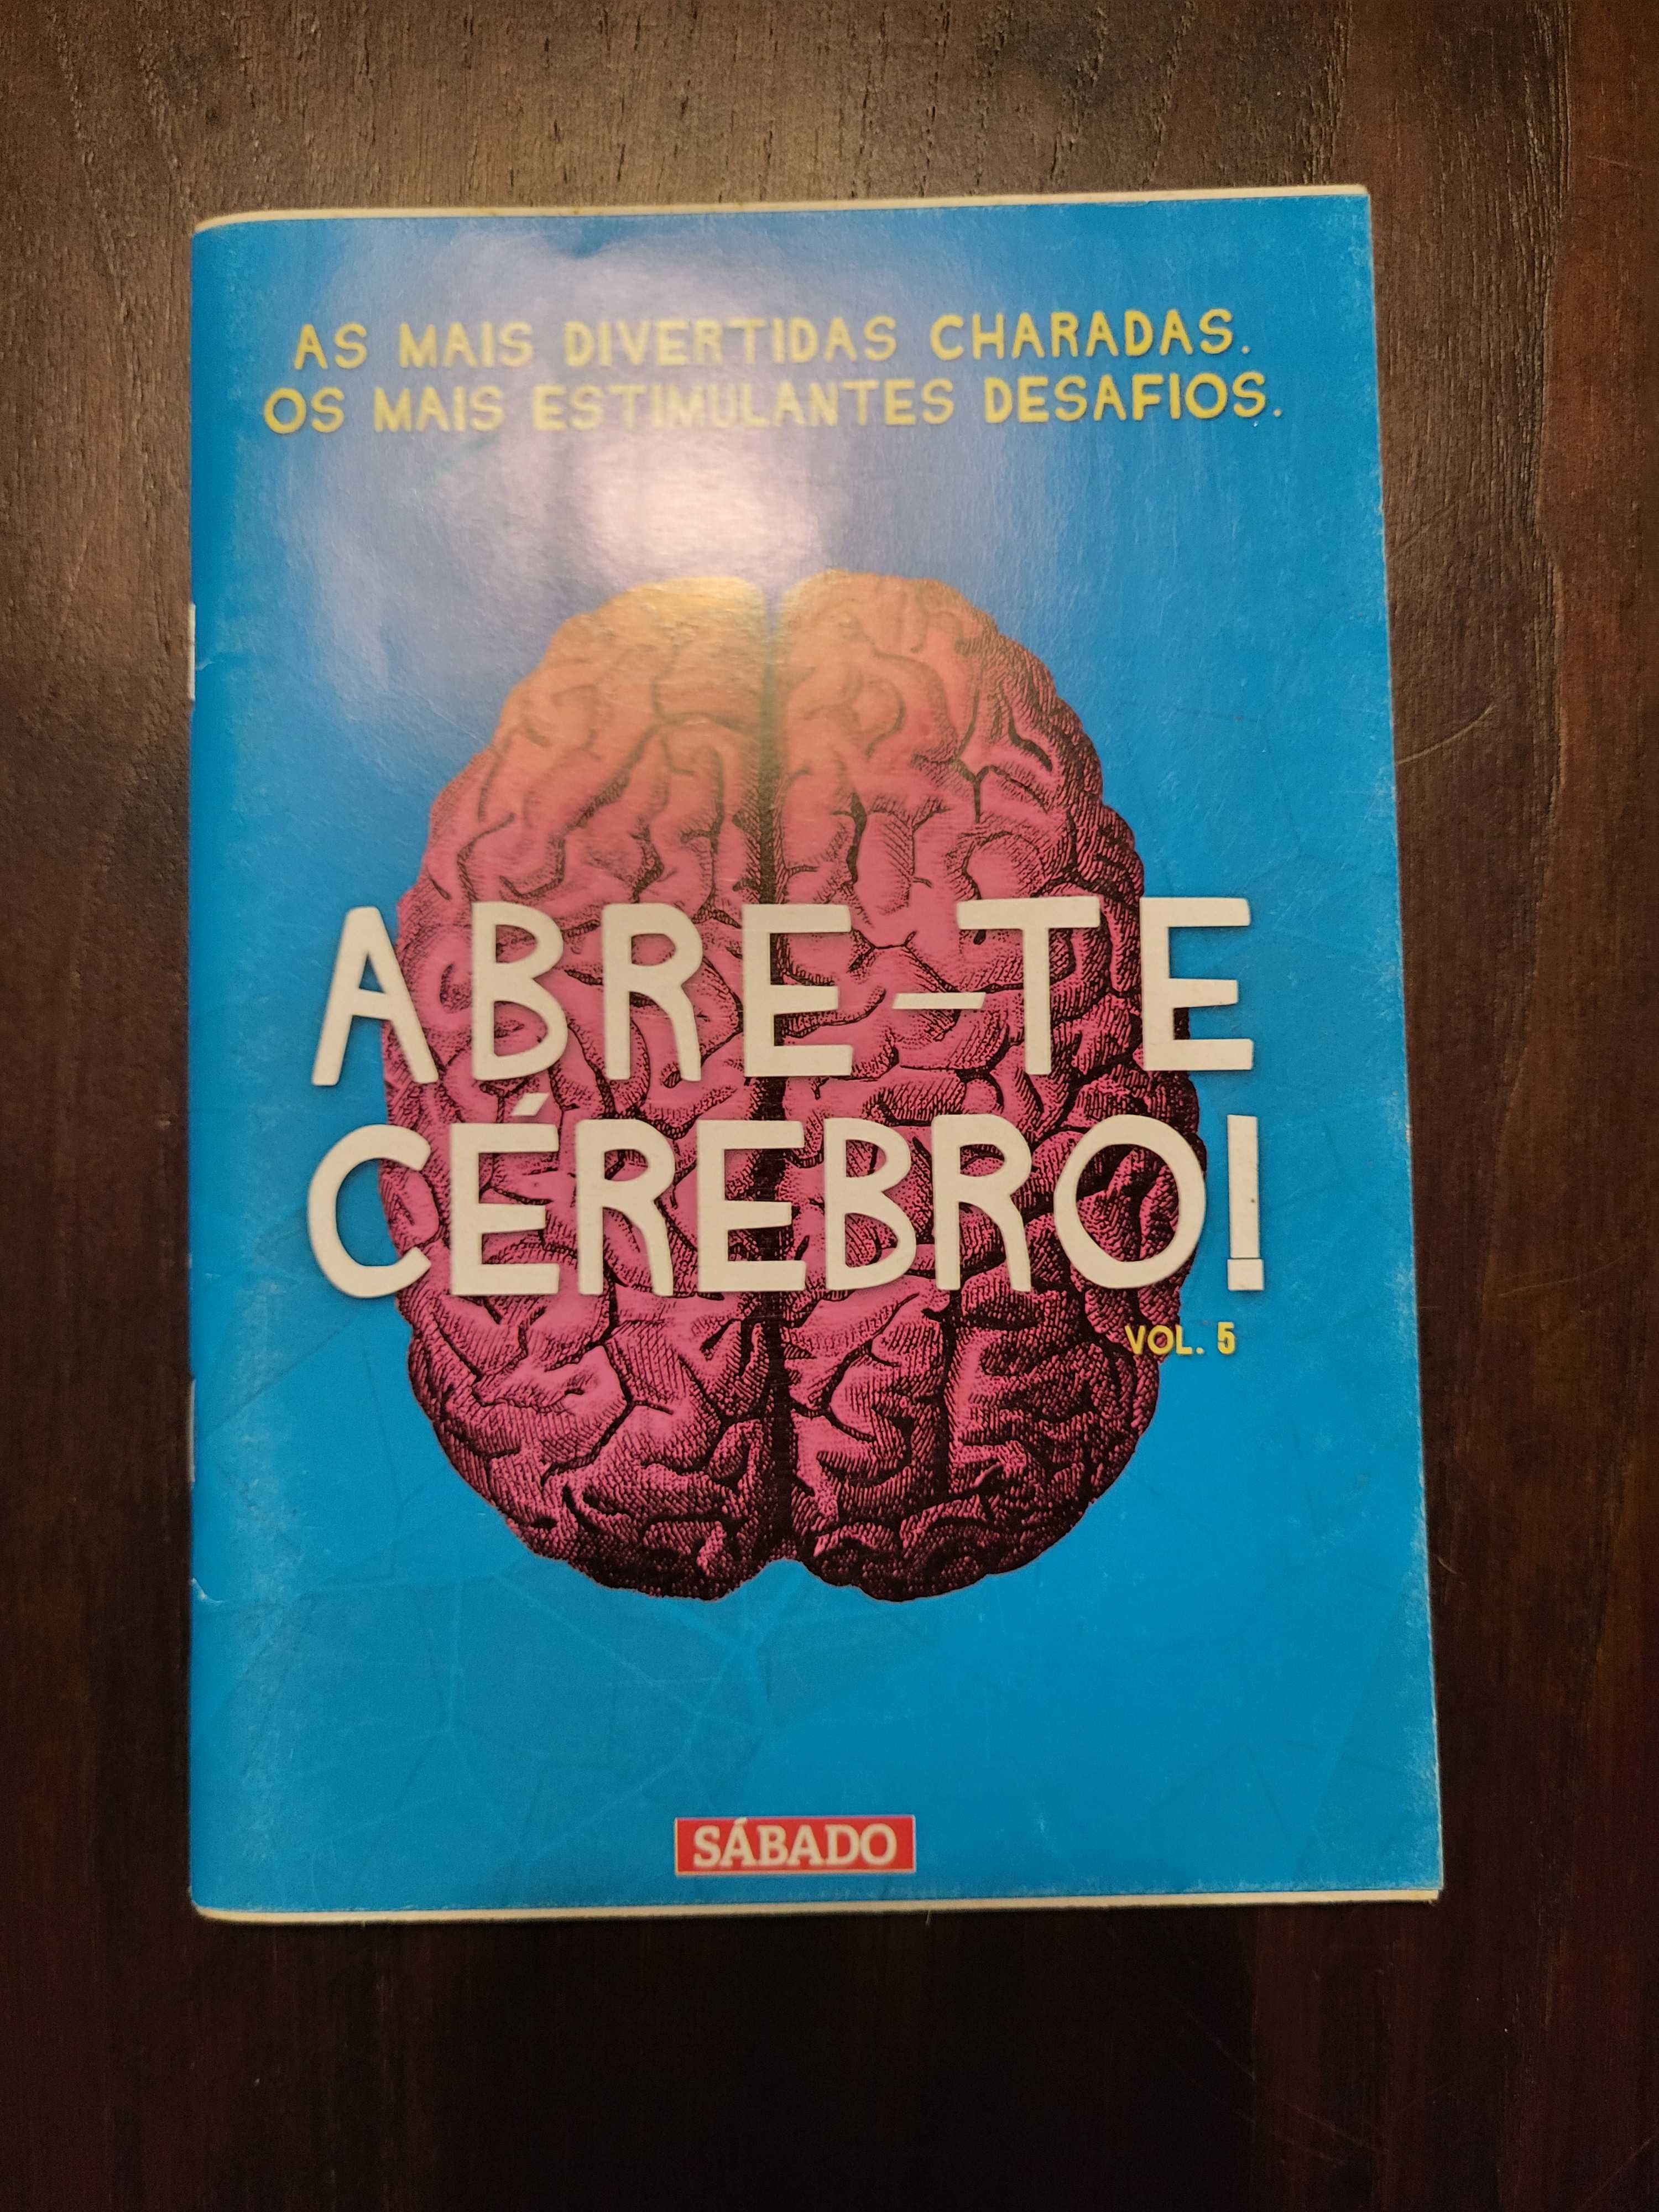 AS MAIS DIVERTIDAS CHARADAS.
OS MAIS ESTIMULANTES DESAFIOS.
ABRE-TE
CÉREBRO!
VOL. 5
SÁBADO